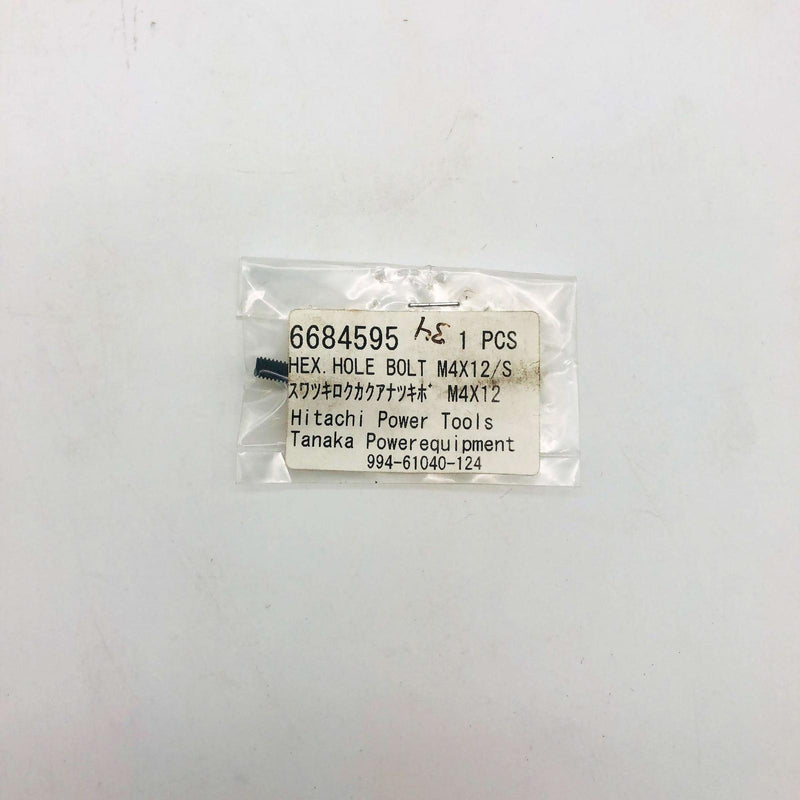 6684595 34 1 PCS
HEX.HOLE BOLT M4X12/S
スワツキロクカクアナツキボ M4X12
Hitachi Power Tools
Tanaka Powerequipment
994-61040-124